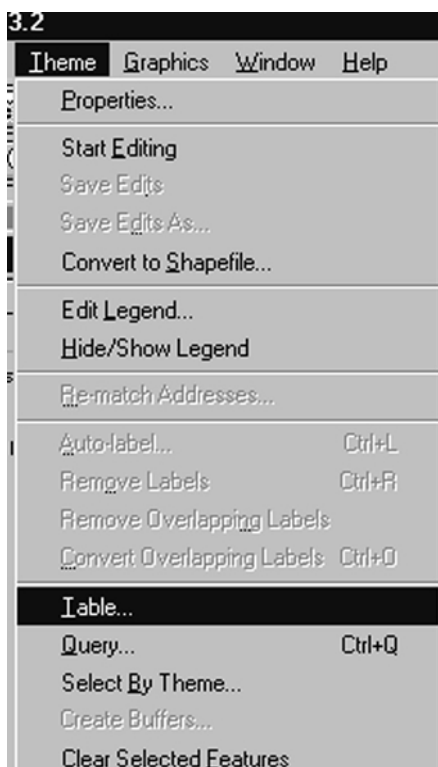 3.2
Theme Graphics Window Help
Properties...
Start Editing
Save Edits
Save Edits As...
Convert to Shapefile...
Edit Legend...
Hide/Show Legend
Re-match Addresses...
Auto-label... Ctrl+L
Remove Labels Ctrl+R
Remove Overlapping Labels
Convert Overlapping Labels Ctrl+O
Table...
Query... Ctrl+Q
Select By Theme...
Create Buffers...
Clear Selected Features